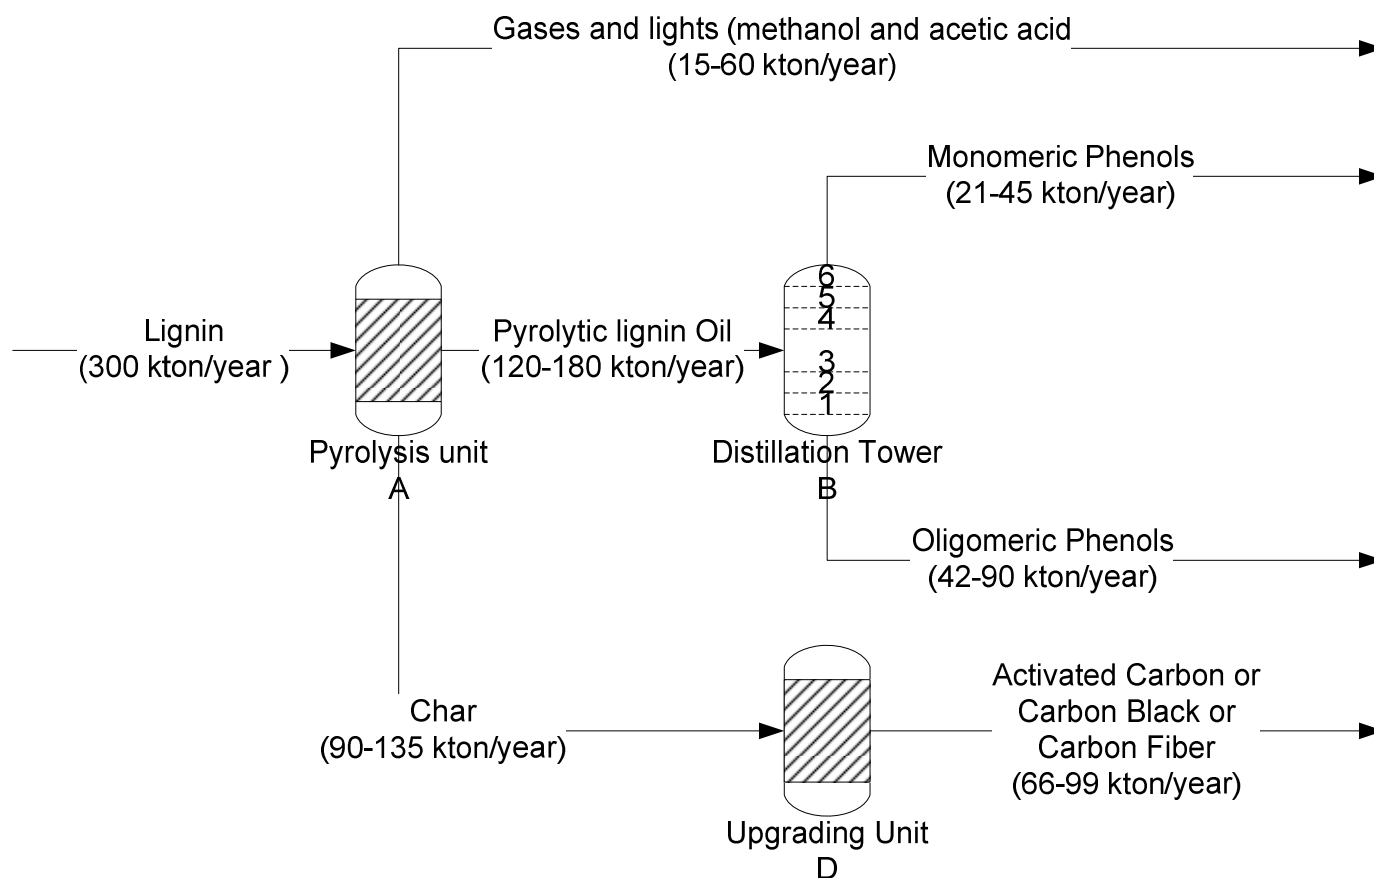 Gases and lights (methanol and acetic acid
(15-60 kton/year)
Monomeric Phenols
(21-45 kton/year)
Lignin
(300 kton/year )
Pyrolytic lignin Oil
(120-180 kton/year)
6
5
4
3
2
1
Pyrolysis unit
A
Distillation Tower
B
Oligomeric Phenols
(42-90 kton/year)
Char
(90-135 kton/year)
Activated Carbon or
Carbon Black or
Carbon Fiber
(66-99 kton/year)
Upgrading Unit
D